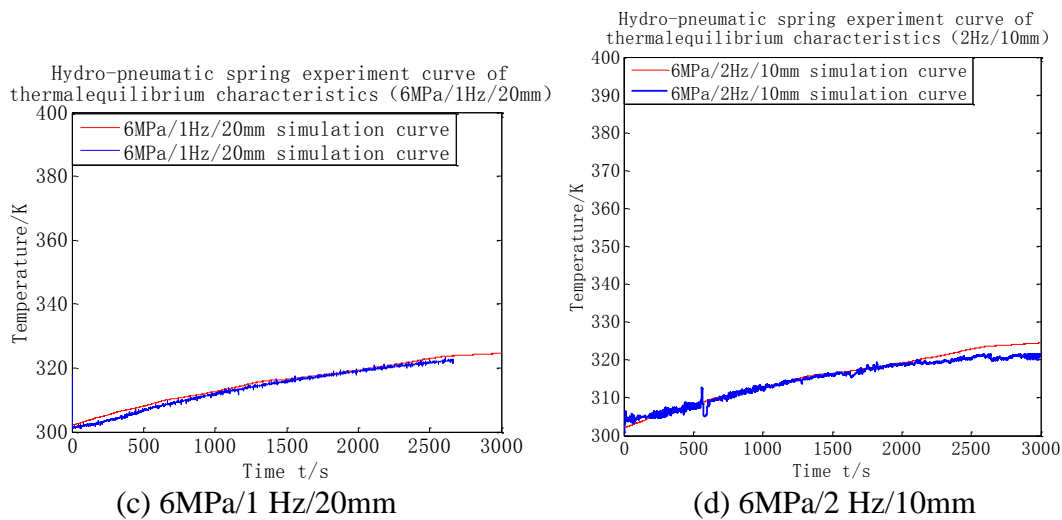 Hydro-pneumatic spring experiment curve of
thermalequilibrium characteristics (6MPa/1Hz/20mm)
6MPa/1Hz/20mm simulation curve
6MPa/1Hz/20mm simulation curve
Temperature/K
400
380
360
340
320
300
0
500
1000
1500
2000
2500
3000
Time t/s
(c) 6MPa/1 Hz/20mm
Hydro-pneumatic spring experiment curve of
thermalequilibrium characteristics (2Hz/10mm)
6MPa/2Hz/10mm simulation curve
6MPa/2Hz/10mm simulation curve
Temperature/K
400
390
380
370
360
350
340
330
320
310
300
0
500
1000
1500
2000
2500
3000
Time t/s
(d) 6MPa/2 Hz/10mm